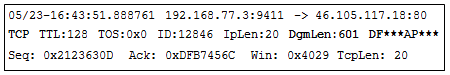 05/23-16:43:51.888761 192.168.77.3:9411 -> 46.105.117.18:80
TCP TTL:128 TOS:0x0 ID:12846 IpLen:20 DgmLen:601 DF***AP***
Seq: 0x2123630D Ack: 0xDFB7456C Win: 0x4029 TcpLen: 20